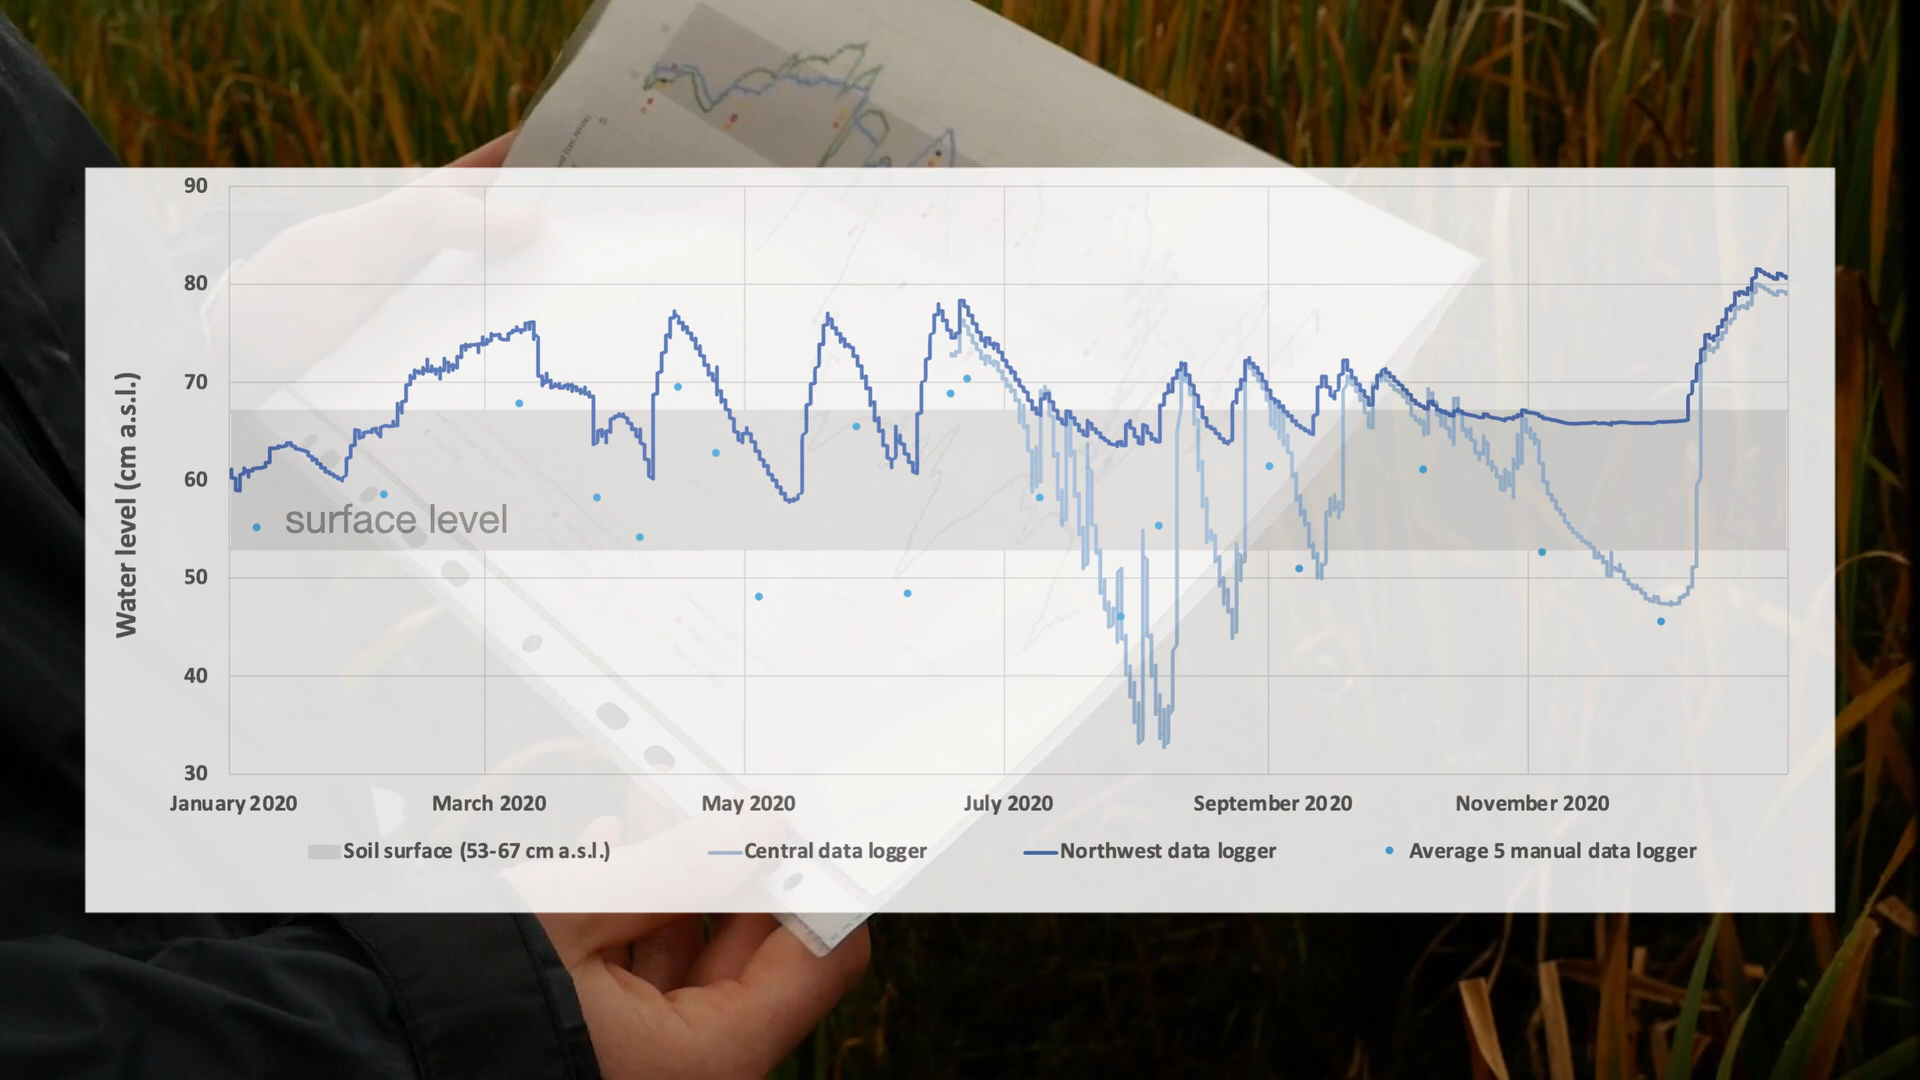 90
80
70
60
50
40
30
Water level (cm a.s.l.)
surface level
January 2020 March 2020 May 2020 July 2020 September 2020 November 2020
Soil surface (53-67 cm a.s.l.) Central data logger Northwest data logger Average 5 manual data logger